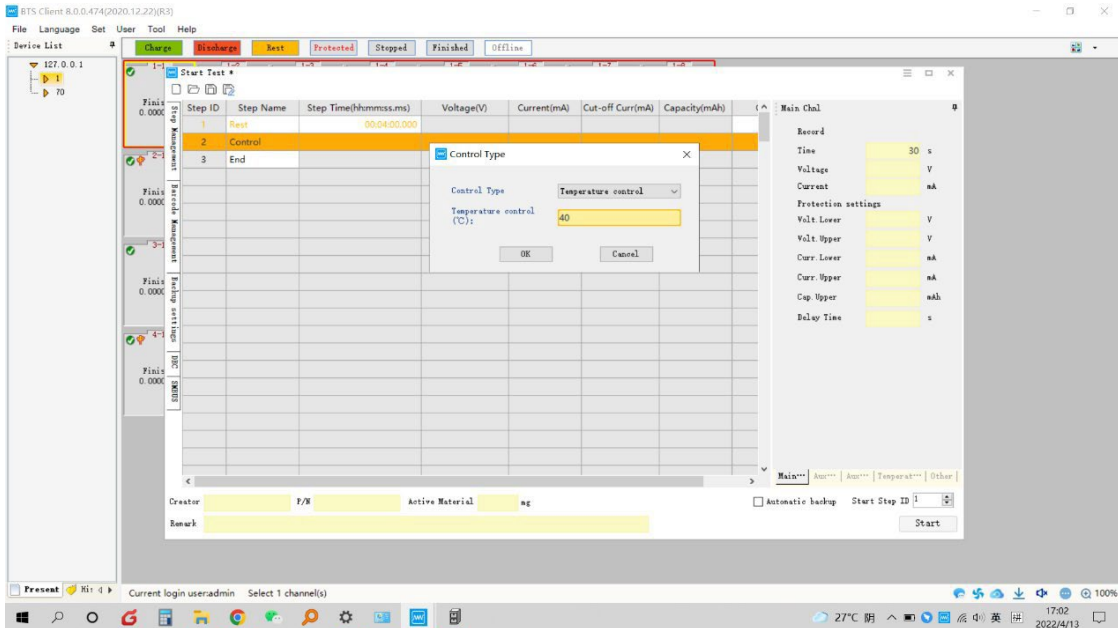 BTS Client 8.0.0.474(2020.12.22)(R3)
File Language Set User Tool Help
Device List
Charge Discharge Rest Protected Stopped Finished Offline
127.0.0.1
1
70
Start Test *
Step ID Step Name Step Time(hh:mm:ss.ms) Voltage(V) Current(mA) Cut-off Curr(mA) Capacity(mAh)
1 Rest 00:04:00.000
2 Control
3 End
Step Management
Barcode Management
Backup settings
DBC
SMBUS
Control Type
Control Type Temperature control
Temperature control
(℃): 40
OK Cancel
Main Chnl
Record
Time 30 s
Voltage V
Current mA
Protection settings
Volt. Lower V
Volt. Upper V
Curr. Lower mA
Curr. Upper mA
Cap. Upper mAh
Delay Time s
Main··· Aux··· Aux··· Temperat··· Other
Creator P/N Active Material mg
Automatic backup Start Step ID 1
Remark
Start
Present
Current login user:admin Select 1 channel(s)
100%
27°C 阴 英 拼
17:02
2022/4/13